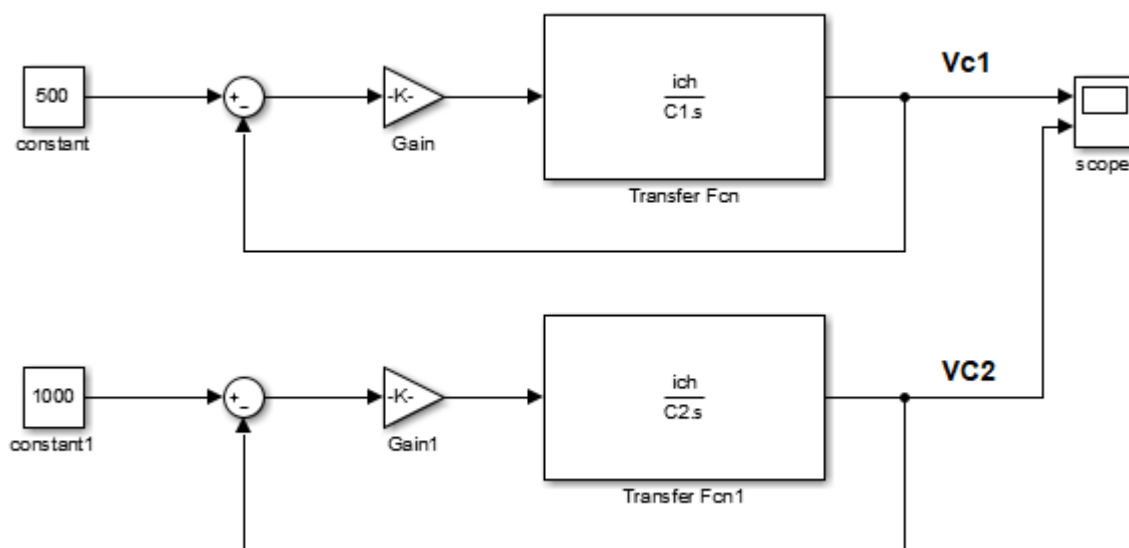 Vc1
500
+
-
-K-
ich
C1.s
constant
Gain
scope
Transfer Fcn
VC2
1000
+
-
-K-
ich
C2.s
constant1
Gain1
Transfer Fcn1